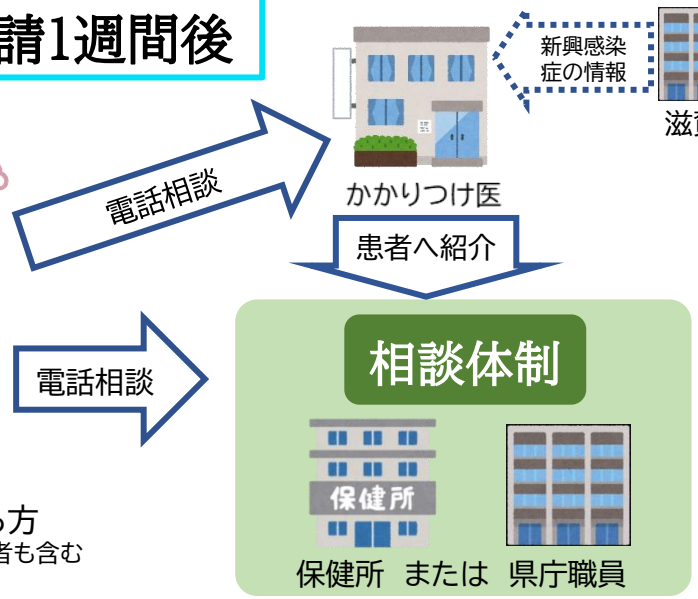 請1週間後
新興感染
症の情報
滋賀
電話相談
かかりつけ医
患者へ紹介
電話相談
相談体制
保健所
る方
者も含む
保健所 または 県庁職員